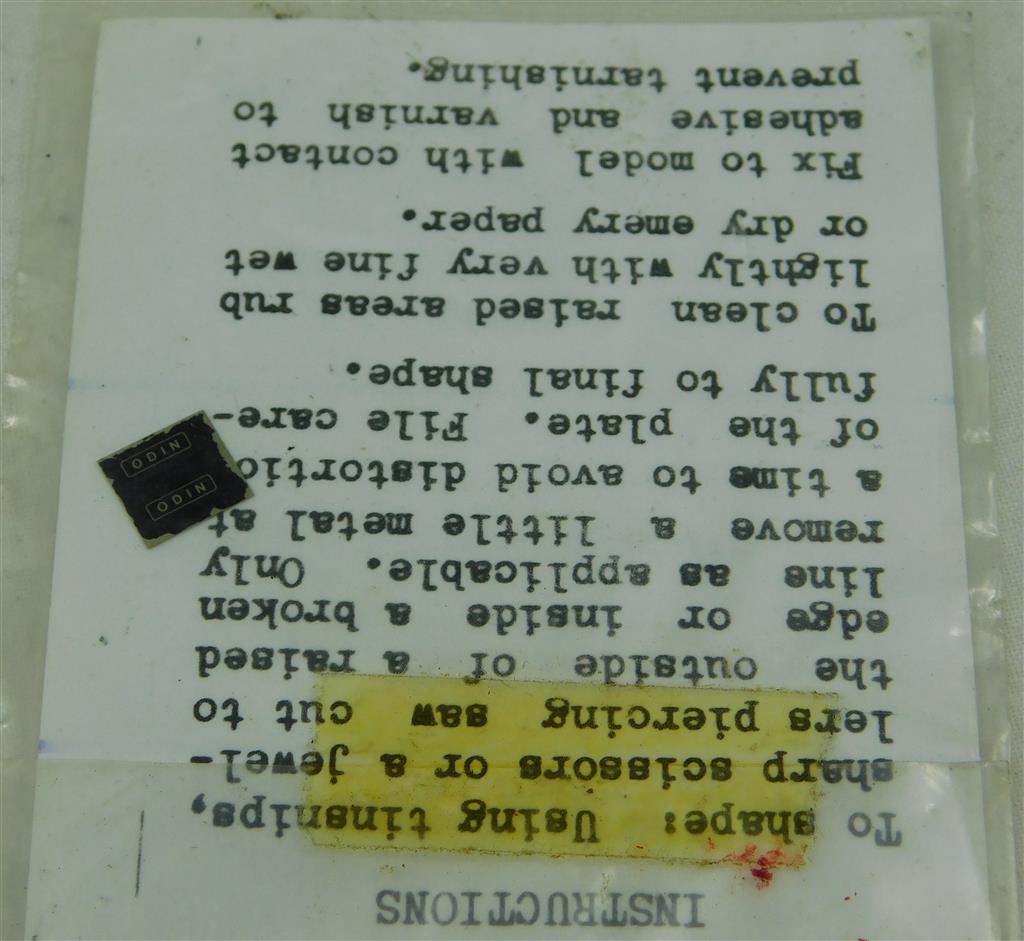 INSTRUCTIONS
To shape: Using tinsnips,
sharp scissors or a jewel-
lers piercing saw cut to
the outside of a raised
edge or inside a broken
line as applicable. Only
remove a little metal at
a time to avoid distortio
of the plate. File care-
fully to final shape.
To clean raised areas rub
lightly with very fine wet
or dry emery paper.
Fix to model with contact
adhesive and varnish to
prevent tarnishing.
ODIN
ODIN